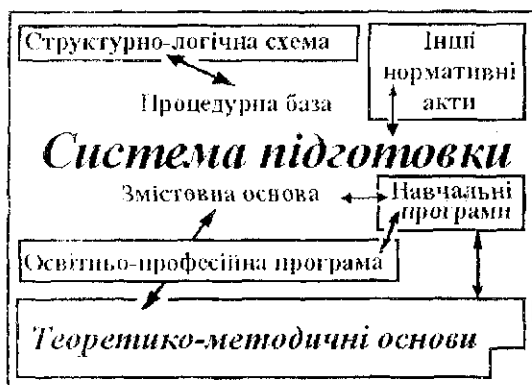 Структурно-логічна схема
Інші
нормативні
акти
Процедурна база
Система підготовки
Змістовна основа
Навчальні
програми
Освітньо-професійна програма
Теоретико-методичні основи